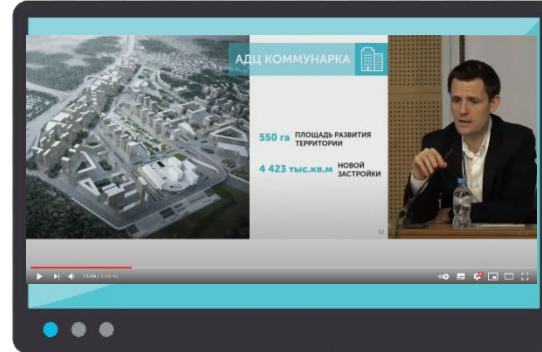 АДЦ КОММУНАРКА
550 га ПЛОЩАДЬ РАЗВИТИЯ
ТЕРРИТОРИИ
4 423 тыс.кв.м НОВОЙ
ЗАСТРОЙКИ